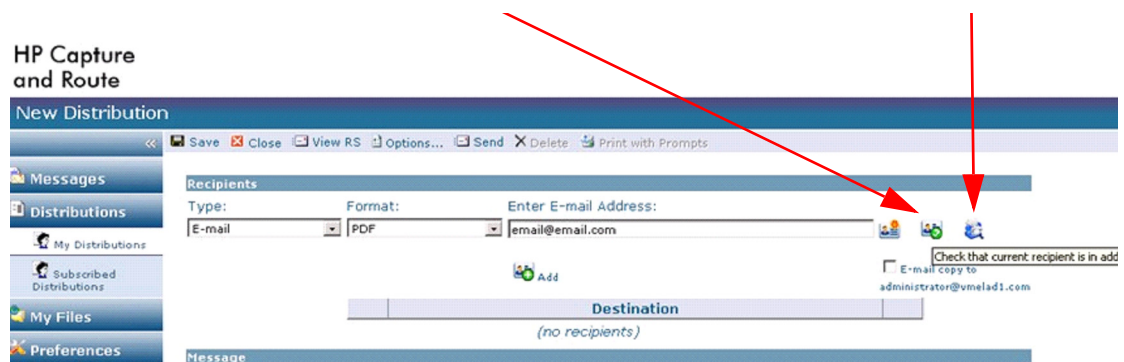 HP Capture
and Route
New Distribution
«
Save Close View RS Options... Send Delete Print with Prompts
Messages
Recipients
Distributions
Type: Format: Enter E-mail Address:
E-mail PDF email@email.com
My Distributions
Check that current recipient is in add
Subscribed
Distributions
Add
E-mail copy to
administrator@vmelad1.com
My Files
Destination
(no recipients)
Preferences
Message